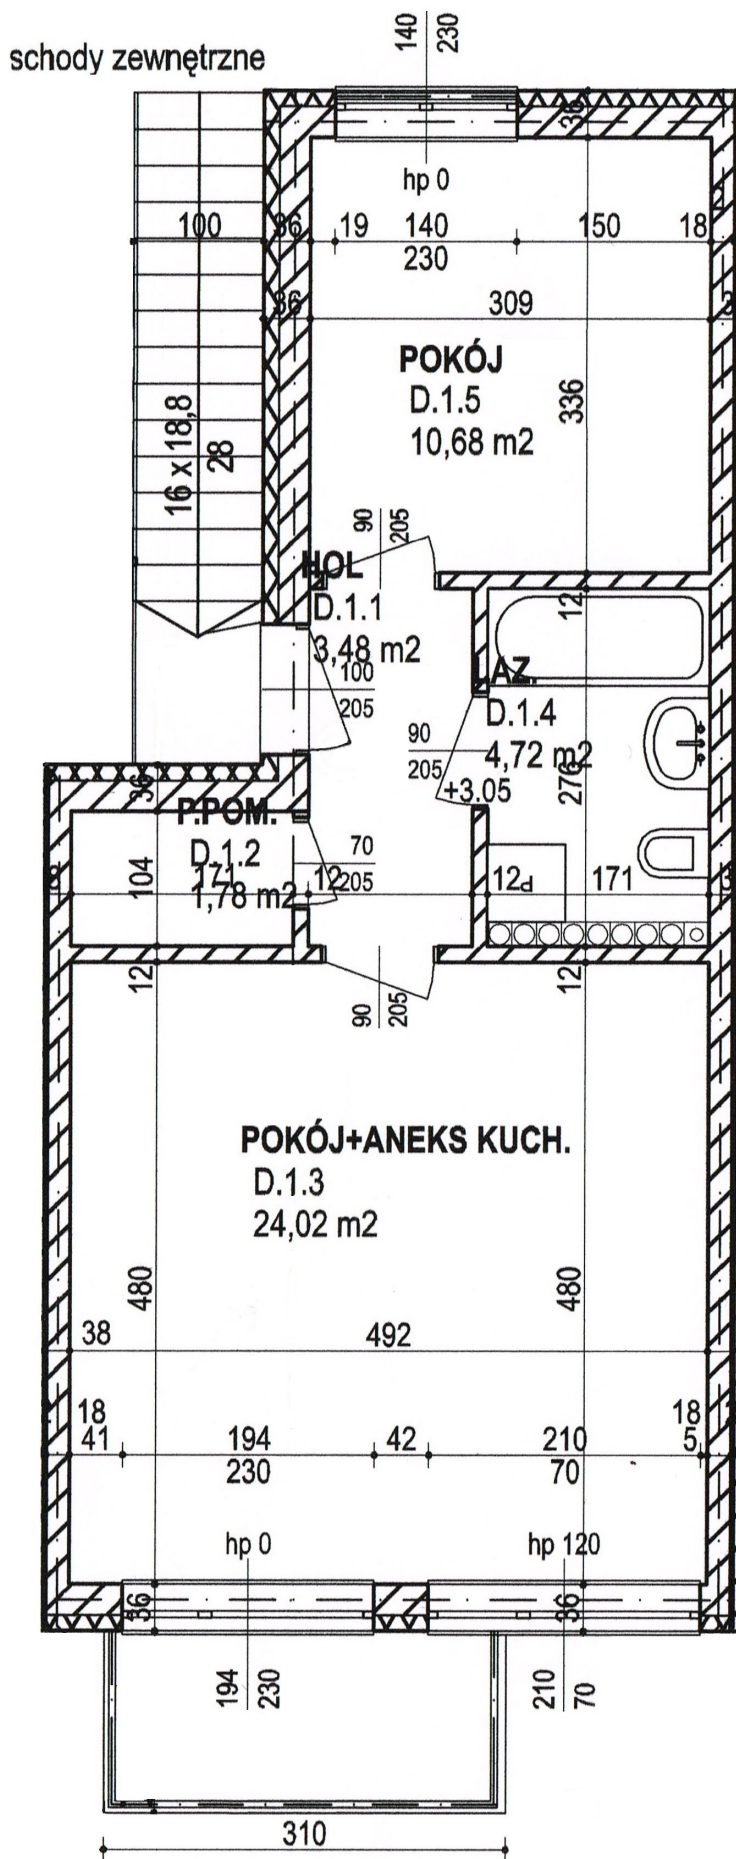 schody zewnętrzne
140
230
36
hp 0
100
36
19
140
150
18
230
36
309
POKÓJ
D.1.5
10,68 m2
336
16 x 18,8
28
90
205
HOL
D.1.1
3,48 m2
12
100
205
ŁAZ.
D.1.4
4,72 m2
90
205
276
+3.05
36
P.POM.
D.1.2
1,78 m2
70
205
104
171
12
12
171
12
12
90
205
POKÓJ+ANEKS KUCH.
D.1.3
24,02 m2
480
480
38
492
18
18
41
194
42
210
5
230
70
hp 0
hp 120
36
36
194
230
210
70
310